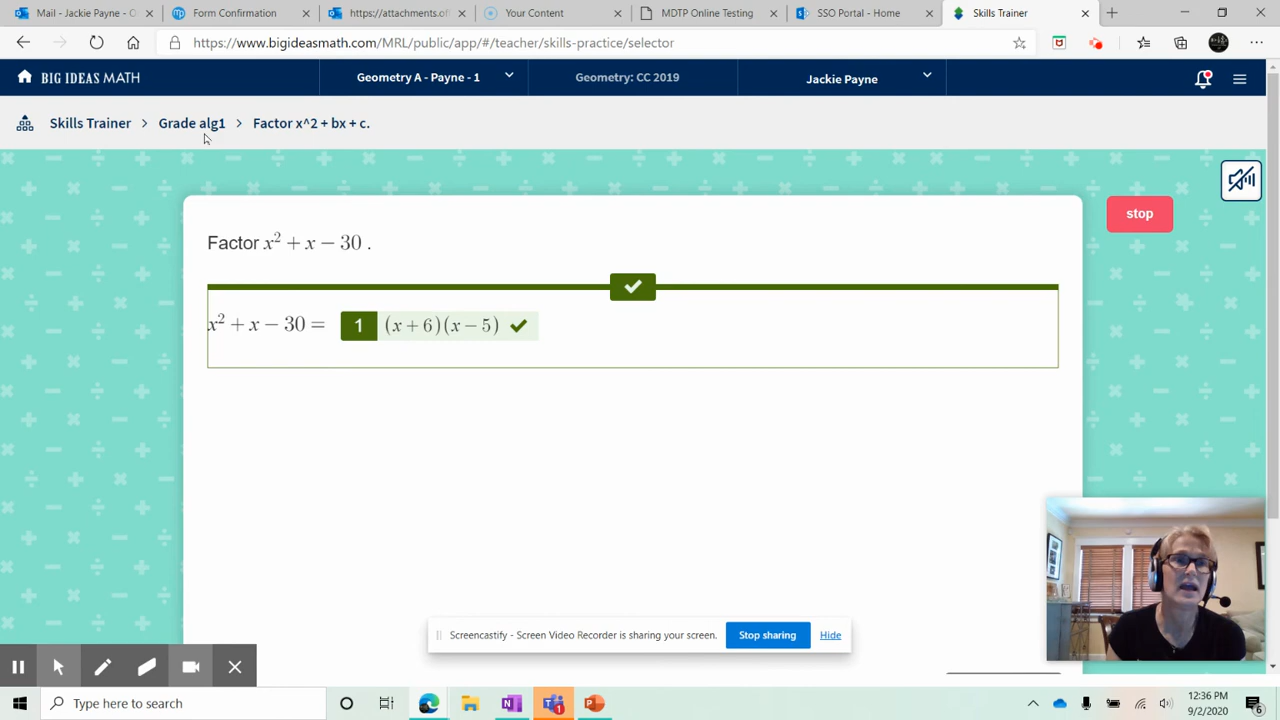 Mail - Jackie Payne - O
Form Confirmation
https://attachments.of
Your Content
MDTP Online Testing
SSO Portal - Home
Skills Trainer
https://www.bigideasmath.com/MRL/public/app/#/teacher/skills-practice/selector
BIG IDEAS MATH
Geometry A - Payne - 1
Geometry: CC 2019
Jackie Payne
Skills Trainer > Grade alg1 > Factor x^2 + bx + c.
stop
Factor x² + x − 30 .
x² + x − 30 = 1 (x + 6)(x − 5)
Screencastify - Screen Video Recorder is sharing your screen. Stop sharing Hide
Type here to search
12:36 PM
9/2/2020
1
6